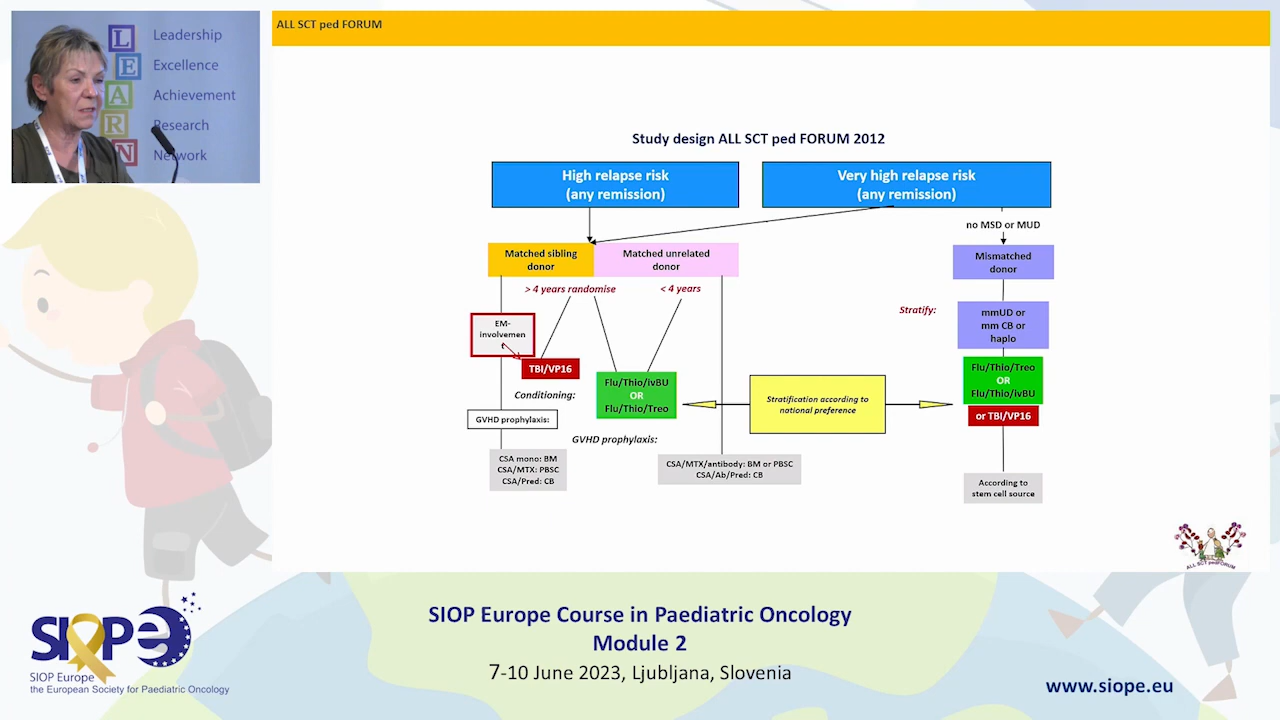 ALL SCT ped FORUM
L Leadership
E Excellence
A Achievement
R Research
N Network
Study design ALL SCT ped FORUM 2012
High relapse risk
(any remission)
Very high relapse risk
(any remission)
no MSD or MUD
Matched sibling
donor
Matched unrelated
donor
Mismatched
donor
> 4 years randomise
< 4 years
Stratify:
mmUD or
mm CB or
haplo
EM-
involvemen
t
TBI/VP16
Flu/Thio/ivBU
OR
Flu/Thio/Treo
Flu/Thio/Treo
OR
Flu/Thio/ivBU
or TBI/VP16
Stratification according to
national preference
Conditioning:
GVHD prophylaxis:
GVHD prophylaxis:
CSA mono: BM
CSA/MTX: PBSC
CSA/Pred: CB
CSA/MTX/antibody: BM or PBSC
CSA/Ab/Pred: CB
According to
stem cell source
ALL SCT pedFORUM
SIOPe
SIOP Europe
the European Society for Paediatric Oncology
SIOP Europe Course in Paediatric Oncology
Module 2
7-10 June 2023, Ljubljana, Slovenia
www.siope.eu